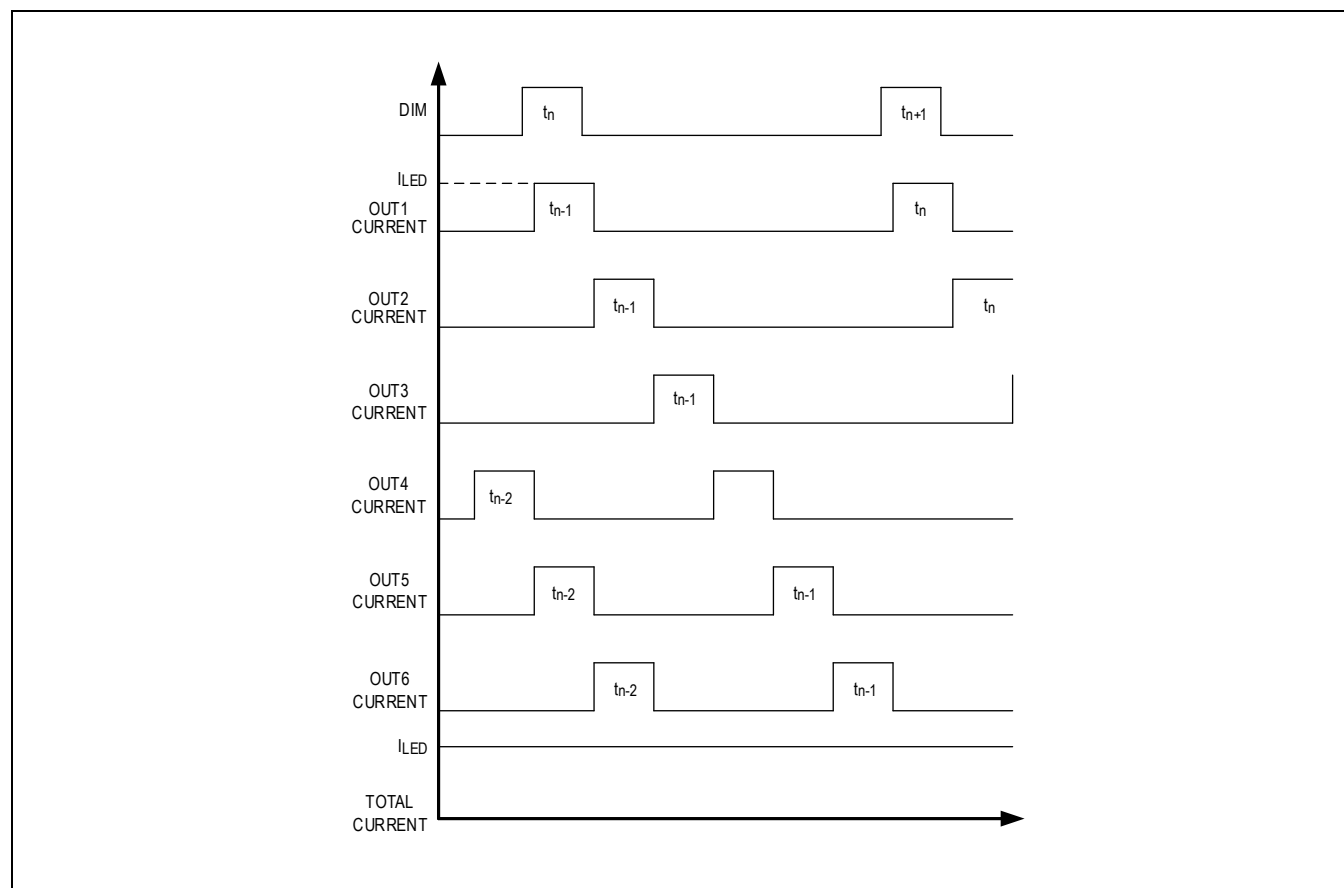 DIM
tn
tn+1
ILED
OUT1
CURRENT
tn-1
tn
OUT2
CURRENT
tn-1
tn
OUT3
CURRENT
tn-1
OUT4
CURRENT
tn-2
OUT5
CURRENT
tn-2
tn-1
OUT6
CURRENT
tn-2
tn-1
ILED
TOTAL
CURRENT